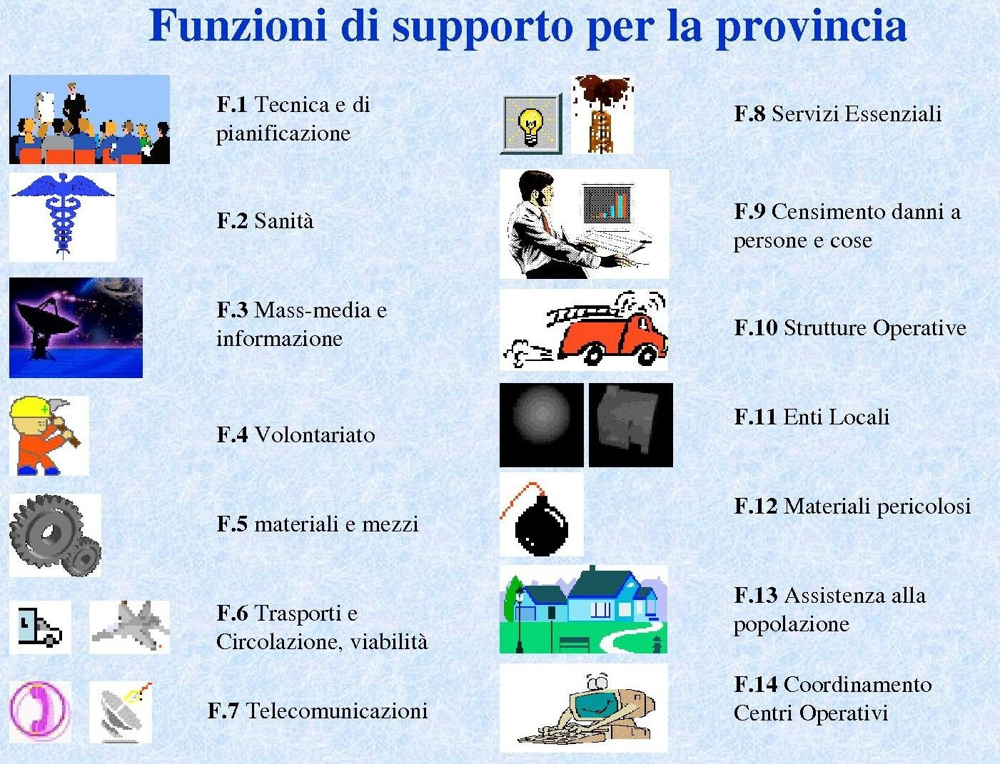 Funzioni di supporto per la provincia
F.1 Tecnica e di
pianificazione
F.2 Sanità
F.3 Mass-media e
informazione
F.4 Volontariato
F.5 materiali e mezzi
F.6 Trasporti e
Circolazione, viabilità
F.7 Telecomunicazioni
F.8 Servizi Essenziali
F.9 Censimento danni a
persone e cose
F.10 Strutture Operative
F.11 Enti Locali
F.12 Materiali pericolosi
F.13 Assistenza alla
popolazione
F.14 Coordinamento
Centri Operativi